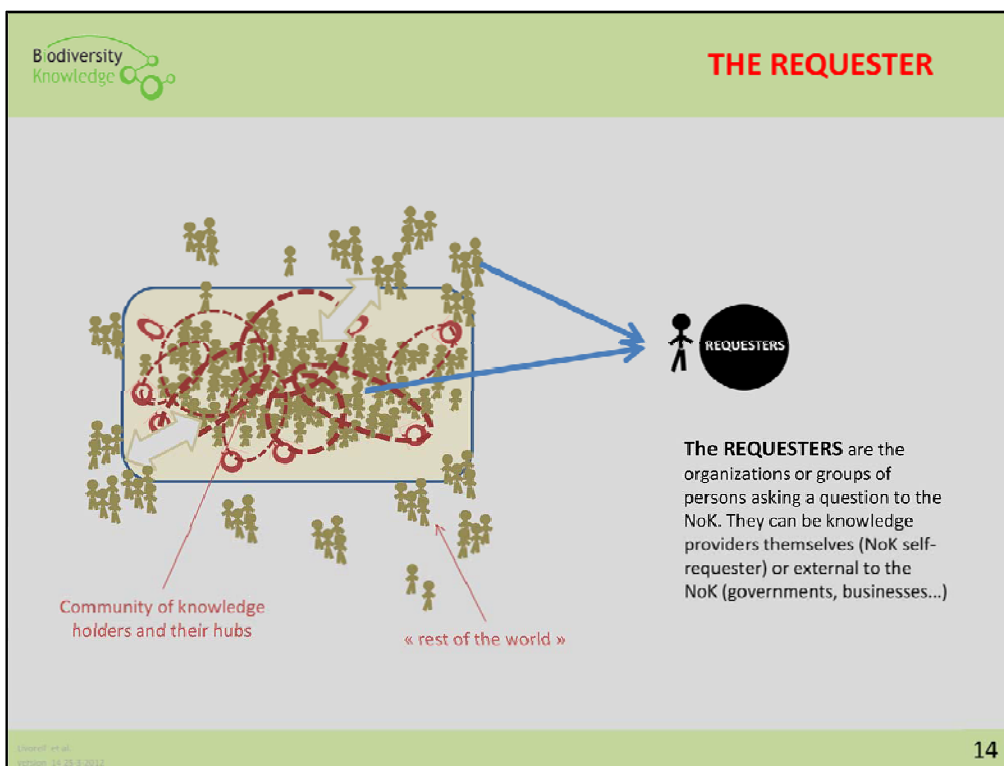 Biodiversity
Knowledge
THE REQUESTER
REQUESTERS
The REQUESTERS are the
organizations or groups of
persons asking a question to the
NoK. They can be knowledge
providers themselves (NoK self-
requester) or external to the
NoK (governments, businesses...)
Community of knowledge
holders and their hubs
« rest of the world »
et al.
14